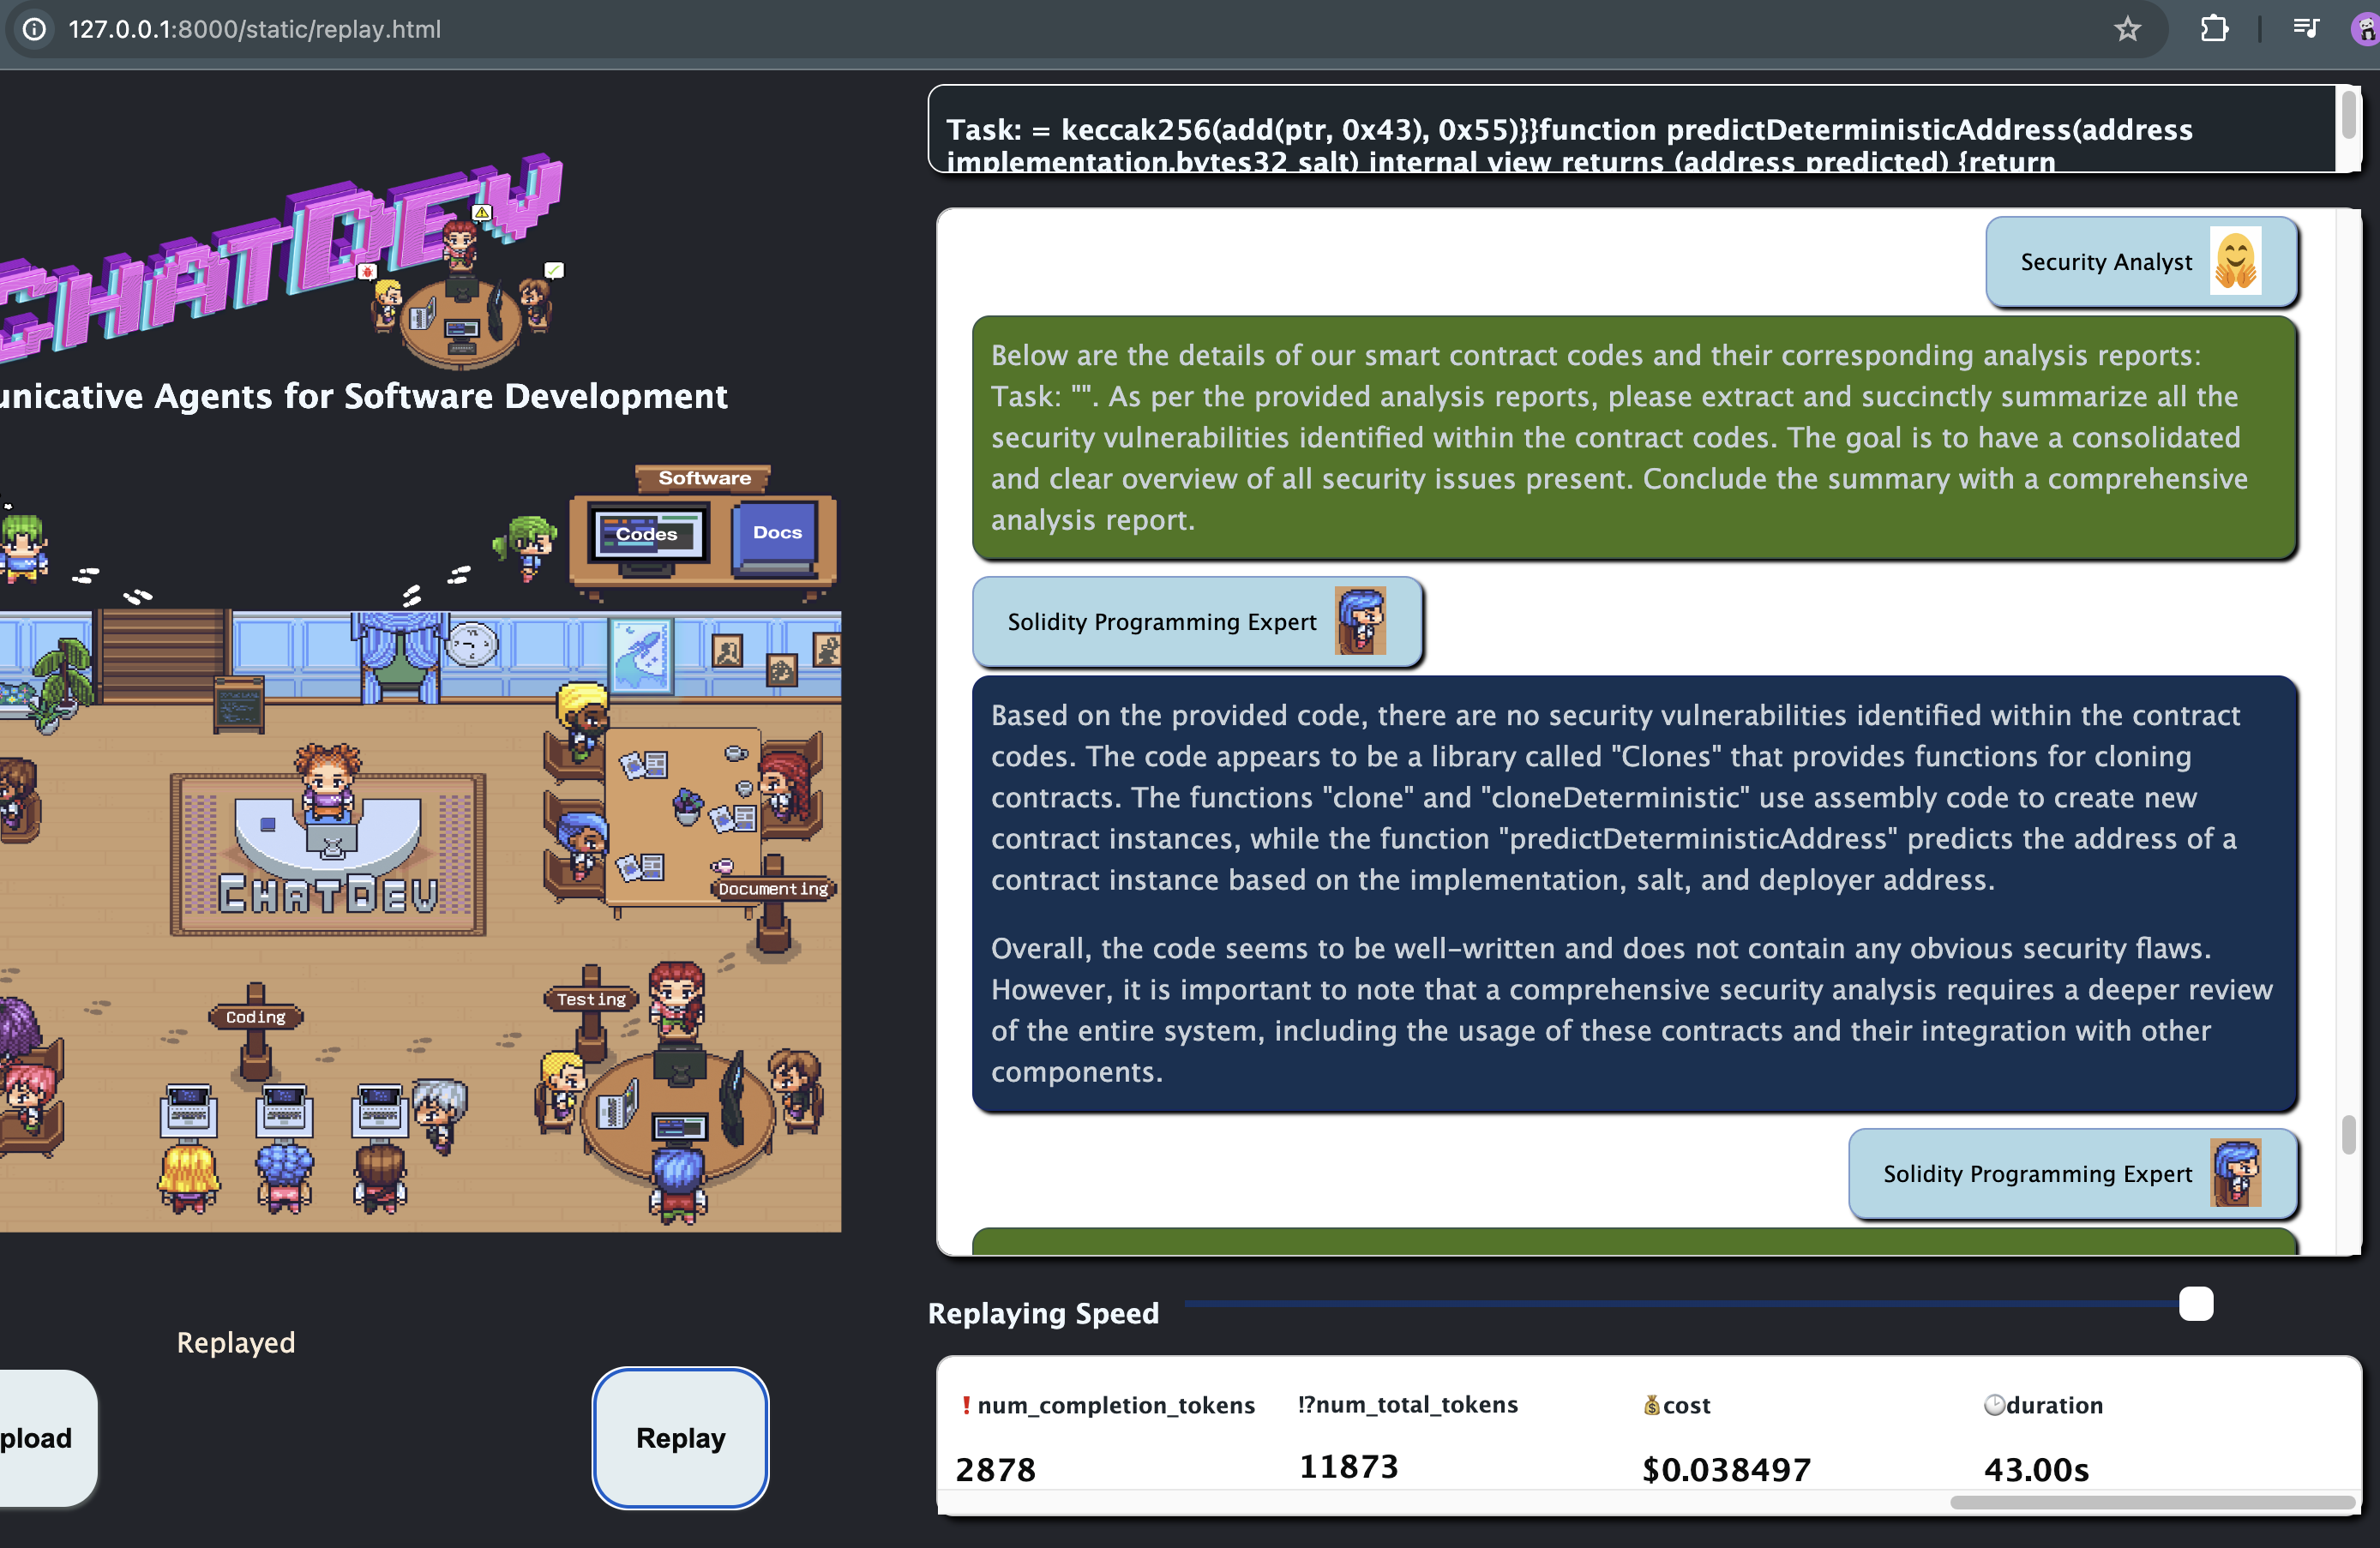 127.0.0.1:8000/static/replay.html
CHATDEV
unicative Agents for Software Development
Software
Codes
Docs
CHATDEV
Documenting
Testing
Coding
Replayed
pload
Replay
Task: = keccak256(add(ptr, 0x43), 0x55)}}function predictDeterministicAddress(address
implementation,bytes32 salt) internal view returns (address predicted) {return
Security Analyst
Below are the details of our smart contract codes and their corresponding analysis reports:
Task: "". As per the provided analysis reports, please extract and succinctly summarize all the
security vulnerabilities identified within the contract codes. The goal is to have a consolidated
and clear overview of all security issues present. Conclude the summary with a comprehensive
analysis report.
Solidity Programming Expert
Based on the provided code, there are no security vulnerabilities identified within the contract
codes. The code appears to be a library called "Clones" that provides functions for cloning
contracts. The functions "clone" and "cloneDeterministic" use assembly code to create new
contract instances, while the function "predictDeterministicAddress" predicts the address of a
contract instance based on the implementation, salt, and deployer address.
Overall, the code seems to be well-written and does not contain any obvious security flaws.
However, it is important to note that a comprehensive security analysis requires a deeper review
of the entire system, including the usage of these contracts and their integration with other
components.
Solidity Programming Expert
Replaying Speed
❗num_completion_tokens
⁉num_total_tokens
💰cost
🕑duration
2878
11873
$0.038497
43.00s